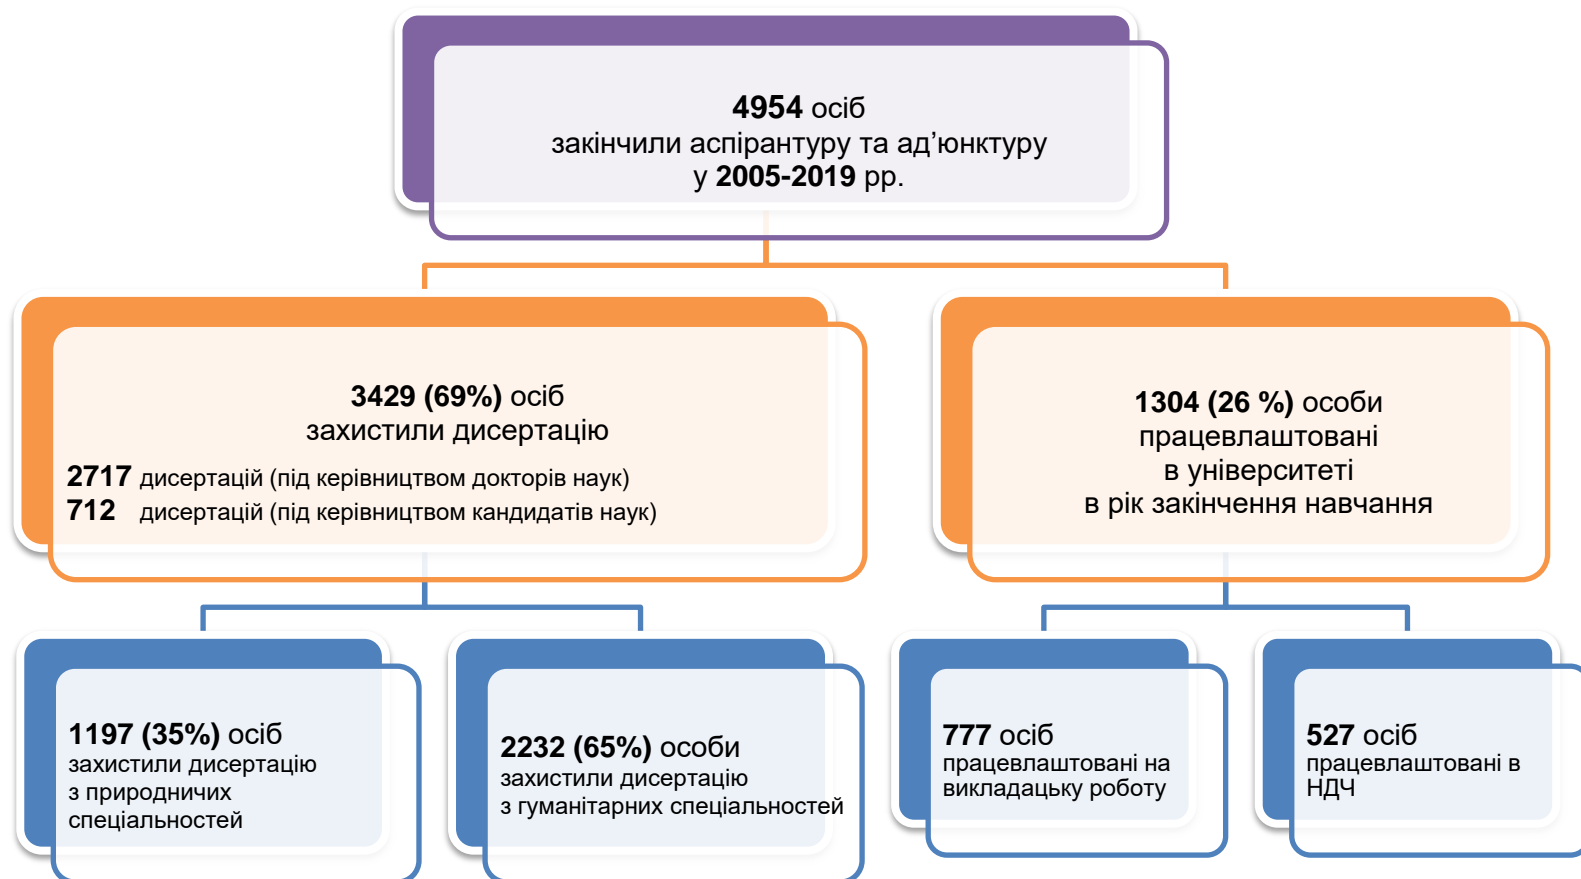 4954 осіб
закінчили аспірантуру та ад’юнктуру
у 2005-2019 рр.
3429 (69%) осіб
захистили дисертацію
2717 дисертацій (під керівництвом докторів наук)
712 дисертацій (під керівництвом кандидатів наук)
1304 (26 %) особи
працевлаштовані
в університеті
в рік закінчення навчання
1197 (35%) осіб
захистили дисертацію
з природничих
спеціальностей
2232 (65%) особи
захистили дисертацію
з гуманітарних спеціальностей
777 осіб
працевлаштовані на
викладацьку роботу
527 осіб
працевлаштовані в
НДЧ